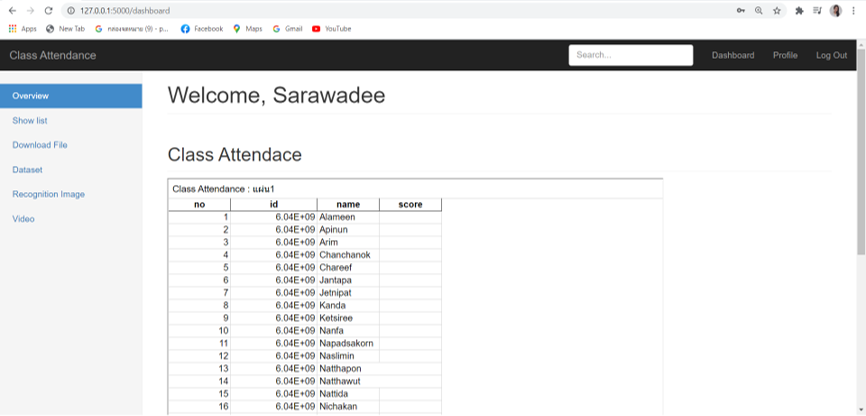 127.0.0.1:5000/dashboard
Apps New Tab กล่องจดหมาย (9) - p... Facebook Maps Gmail YouTube
Class Attendance Search... Dashboard Profile Log Out
Overview
Show list
Download File
Dataset
Recognition Image
Video
Welcome, Sarawadee
Class Attendace
Class Attendance : แผ่น1
no id name score
1 6.04E+09 Alameen
2 6.04E+09 Apinun
3 6.04E+09 Arim
4 6.04E+09 Chanchanok
5 6.04E+09 Chareef
6 6.04E+09 Jantapa
7 6.04E+09 Jetnipat
8 6.04E+09 Kanda
9 6.04E+09 Ketsiree
10 6.04E+09 Nanfa
11 6.04E+09 Napadsakorn
12 6.04E+09 Naslimin
13 6.04E+09 Natthapon
14 6.04E+09 Natthawut
15 6.04E+09 Nattida
16 6.04E+09 Nichakan